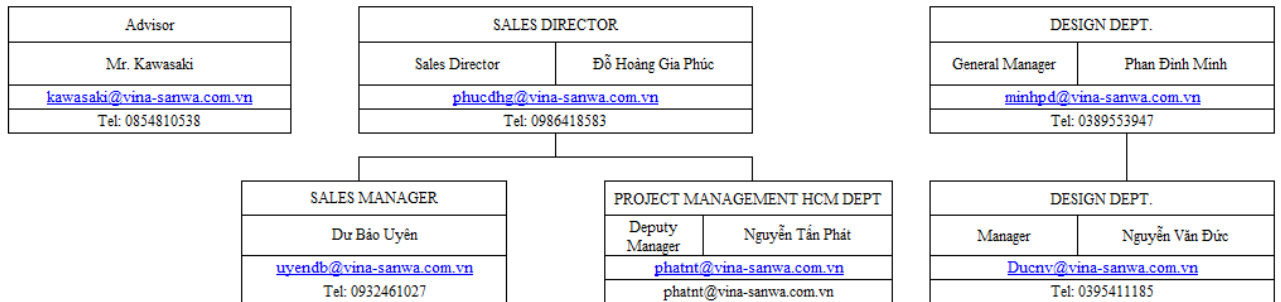 Advisor
Mr. Kawasaki
kawasaki@vina-sanwa.com.vn
Tel: 0854810538
SALES DIRECTOR
Sales Director
Đỗ Hoàng Gia Phúc
phucdhg@vina-sanwa.com.vn
Tel: 0986418583
DESIGN DEPT.
General Manager
Phan Đình Minh
minhpd@vina-sanwa.com.vn
Tel: 0389553947
SALES MANAGER
Dư Bảo Uyên
uyendb@vina-sanwa.com.vn
Tel: 0932461027
PROJECT MANAGEMENT HCM DEPT
Deputy
Manager
Nguyễn Tấn Phát
phatnt@vina-sanwa.com.vn
phatnt@vina-sanwa.com.vn
DESIGN DEPT.
Manager
Nguyễn Văn Đức
Ducnv@vina-sanwa.com.vn
Tel: 0395411185